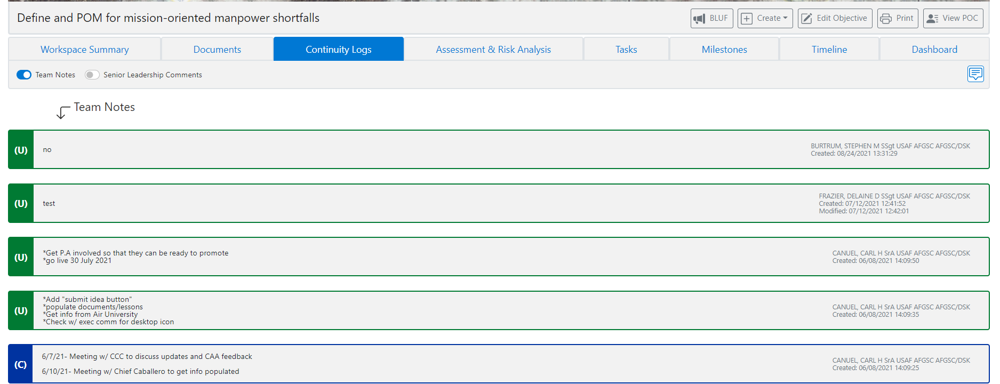 Define and POM for mission-oriented manpower shortfalls
BLUF
Create
Edit Objective
Print
View POC
Workspace Summary
Documents
Continuity Logs
Assessment & Risk Analysis
Tasks
Milestones
Timeline
Dashboard
Team Notes
Senior Leadership Comments
Team Notes
(U)
no
BURTRUM, STEPHEN M SSgt USAF AFGSC AFGSC/DSK
Created: 08/24/2021 13:31:29
(U)
test
FRAZIER, DELAINE D SSgt USAF AFGSC AFGSC/DSK
Created: 07/12/2021 12:41:52
Modified: 07/12/2021 12:42:01
(U)
*Get P.A involved so that they can be ready to promote
*go live 30 July 2021
CANUEL, CARL H SrA USAF AFGSC AFGSC/DSK
Created: 06/08/2021 14:09:50
(U)
*Add "submit idea button"
*populate documents/lessons
*Get info from Air University
*Check w/ exec comm for desktop icon
CANUEL, CARL H SrA USAF AFGSC AFGSC/DSK
Created: 06/08/2021 14:09:35
(C)
6/7/21- Meeting w/ CCC to discuss updates and CAA feedback
6/10/21- Meeting w/ Chief Caballero to get info populated
CANUEL, CARL H SrA USAF AFGSC AFGSC/DSK
Created: 06/08/2021 14:09:25